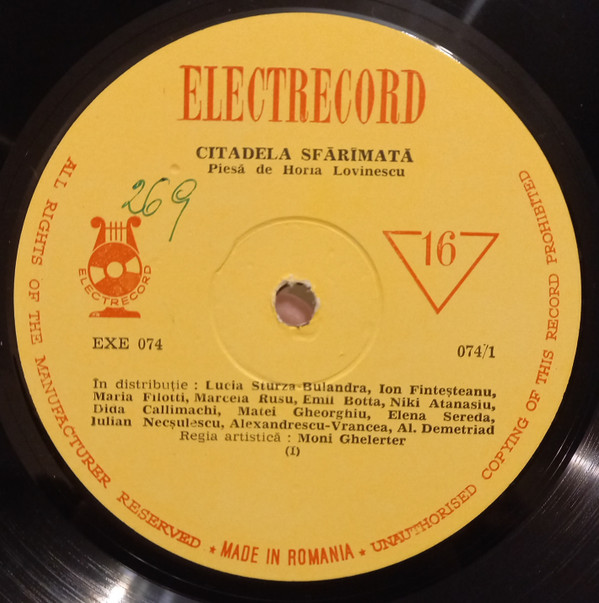 ELECTRECORD
CITADELA SFĂRÎMATĂ
Piesă de Horia Lovinescu
269
16
ELECTRECORD
EXE 074
074/1
În distribuție : Lucia Sturza-Bulandra, Ion Finteșteanu,
Maria Filotti, Marcela Rusu, Emil Botta, Niki Atanasiu,
Dida Callimachi, Matei Gheorghiu, Elena Sereda,
Julian Necșulescu, Alexandrescu-Vrancea, Al. Demetriad
Regia artistică : Moni Ghelerter
(I)
ALL RIGHTS OF THE MANUFACTURER RESERVED ★ MADE IN ROMANIA ★ UNAUTHORISED COPYING OF THIS RECORD PROHIBITED